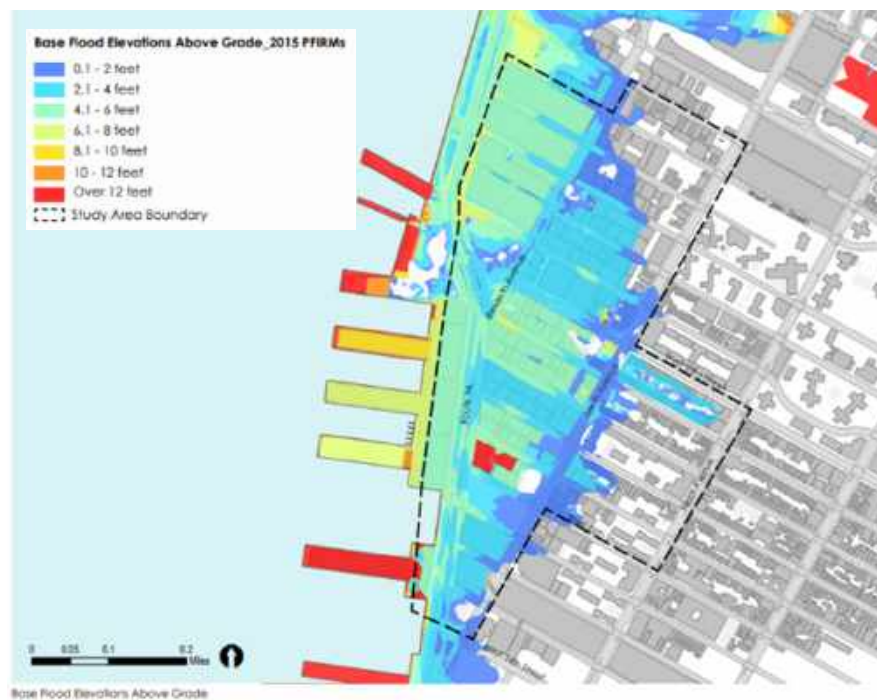 Base Flood Elevations Above Grade_2015 PFIRMs
0.1 - 2 feet
2.1 - 4 feet
4.1 - 6 feet
6.1 - 8 feet
8.1 - 10 feet
10 - 12 feet
Over 12 feet
Study Area Boundary
0 0.05 0.1 0.2
Miles
Base Flood Elevations Above Grade